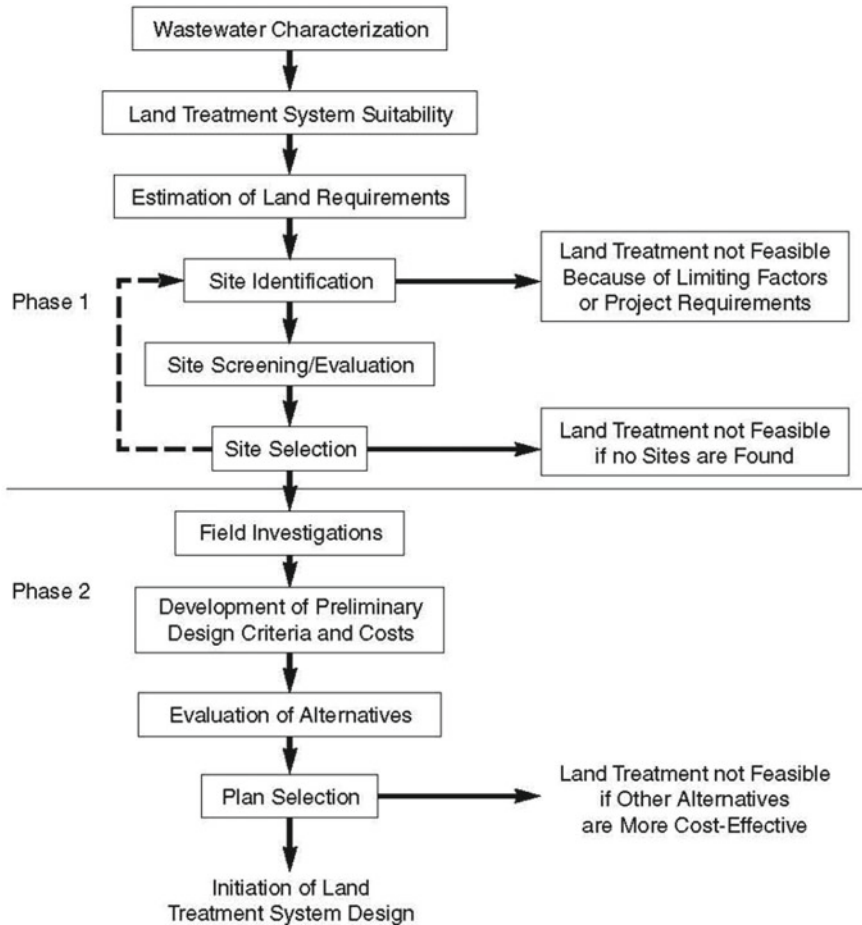 Wastewater Characterization
Land Treatment System Suitability
Estimation of Land Requirements
Phase 1
Site Identification
Land Treatment not Feasible
Because of Limiting Factors
or Project Requirements
Site Screening/Evaluation
Site Selection
Land Treatment not Feasible
if no Sites are Found
Phase 2
Field Investigations
Development of Preliminary
Design Criteria and Costs
Evaluation of Alternatives
Plan Selection
Land Treatment not Feasible
if Other Alternatives
are More Cost-Effective
Initiation of Land
Treatment System Design